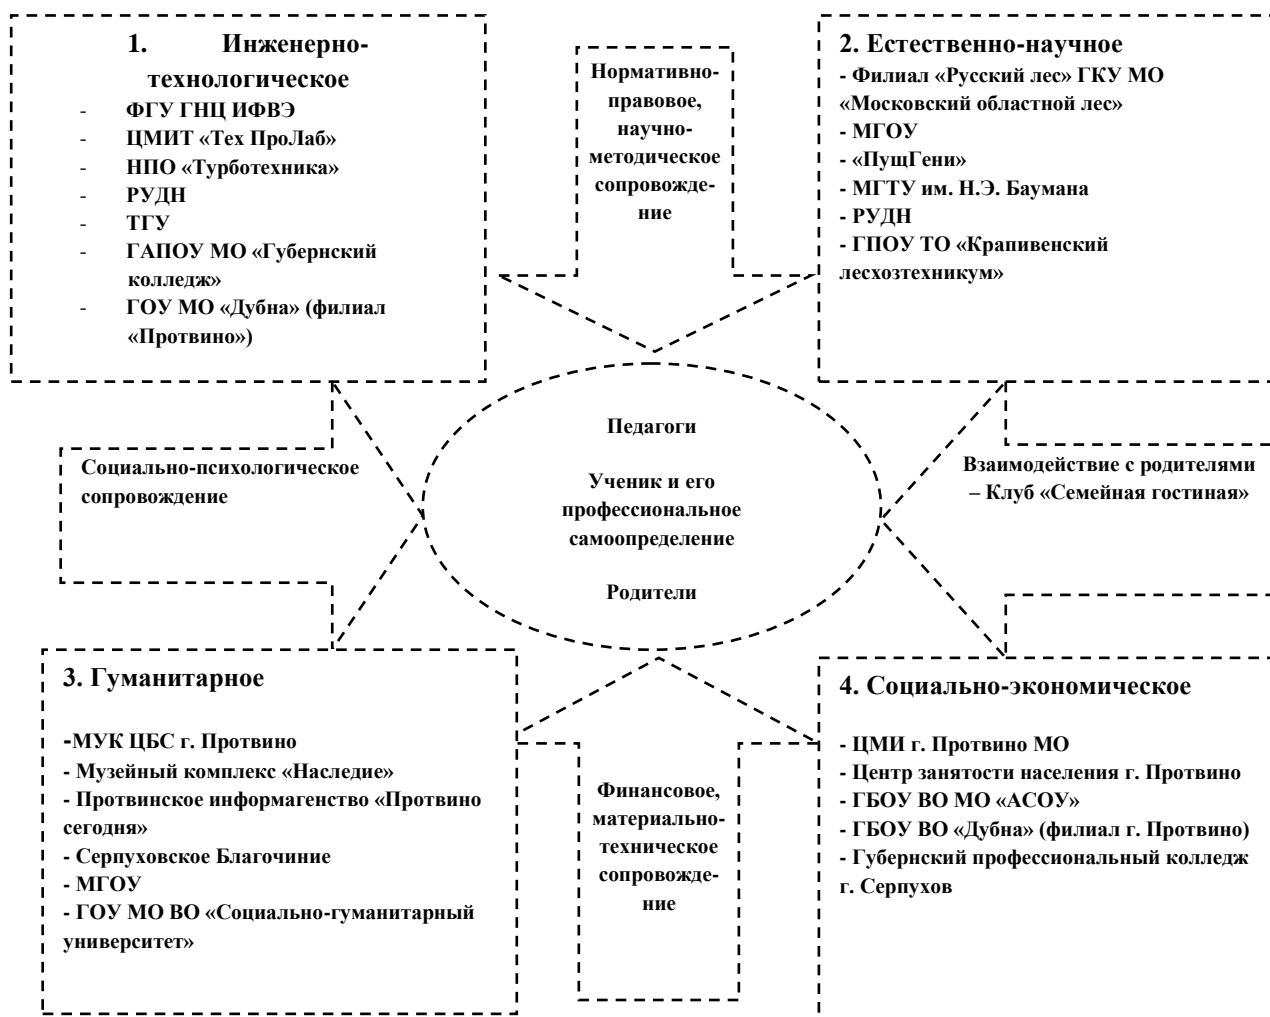 1. Инженерно-
технологическое
- ФГУ ГНЦ ИФВЭ
- ЦМИТ «Тех ПроЛаб»
- НПО «Турботехника»
- РУДН
- ТГУ
- ГАПОУ МО «Губернский
колледж»
- ГОУ МО «Дубна» (филиал
«Протвино»)
Нормативно-
правовое,
научно-
методическое
сопровожде-
ние
2. Естественно-научное
- Филиал «Русский лес» ГКУ МО
«Московский областной лес»
- МГОУ
- «ПущГени»
- МГТУ им. Н.Э. Баумана
- РУДН
- ГПОУ ТО «Крапивенский
лесхозтехникум»
Социально-психологическое
сопровождение
Педагоги
Ученик и его
профессиональное
самоопределение
Родители
Взаимодействие с родителями
– Клуб «Семейная гостиная»
3. Гуманитарное
-МУК ЦБС г. Протвино
- Музейный комплекс «Наследие»
- Протвинское информагенство «Протвино
сегодня»
- Серпуховское Благочиние
- МГОУ
- ГОУ МО ВО «Социально-гуманитарный
университет»
Финансовое,
материально-
техническое
сопровожде-
ние
4. Социально-экономическое
- ЦМИ г. Протвино МО
- Центр занятости населения г. Протвино
- ГБОУ ВО МО «АСОУ»
- ГБОУ ВО «Дубна» (филиал г. Протвино)
- Губернский профессиональный колледж
г. Серпухов